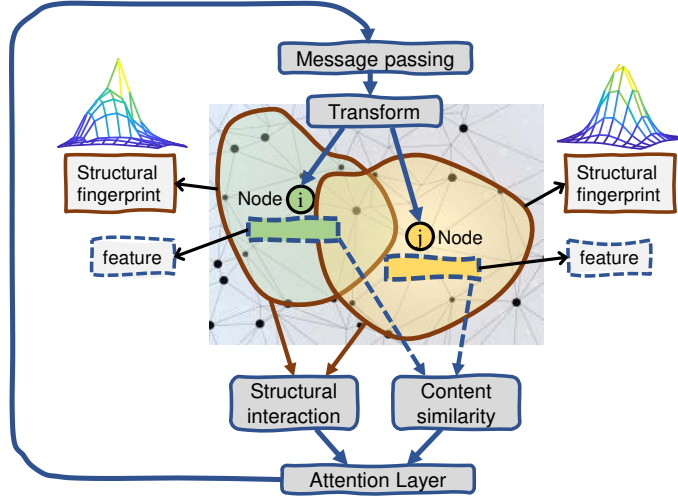 Message passing
Transform
Structural
fingerprint
Structural
fingerprint
Node i
j Node
feature
feature
Structural
interaction
Content
similarity
Attention Layer